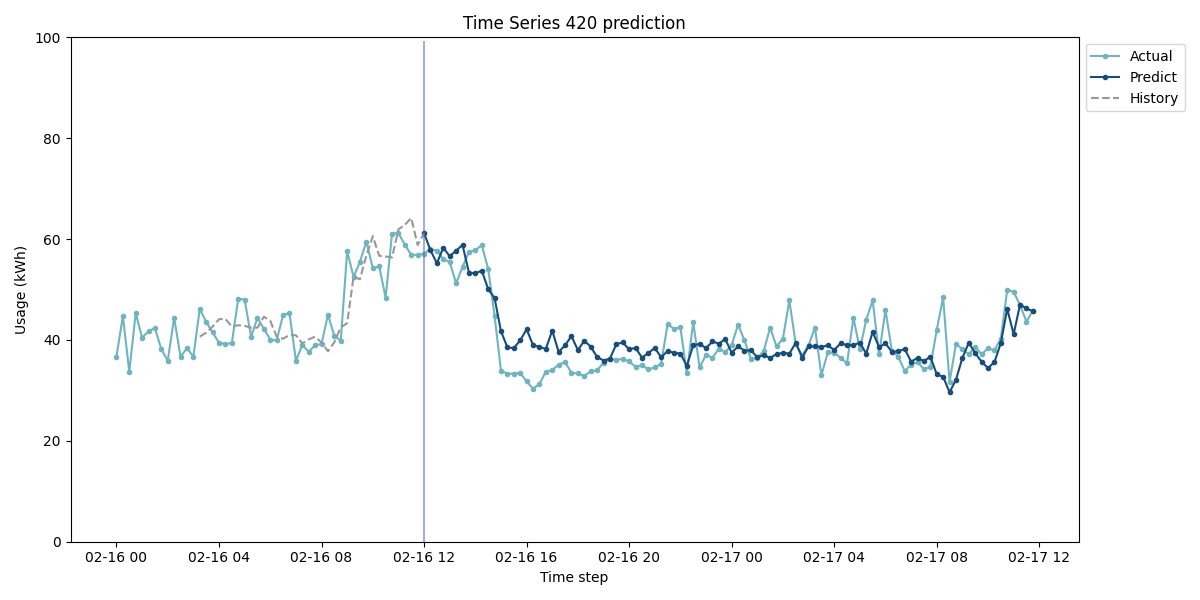 Time Series 420 prediction
100
80
60
40
20
0
Usage (kWh)
02-16 00 02-16 04 02-16 08 02-16 12 02-16 16 02-16 20 02-17 00 02-17 04 02-17 08 02-17 12
Time step
Actual
Predict
History